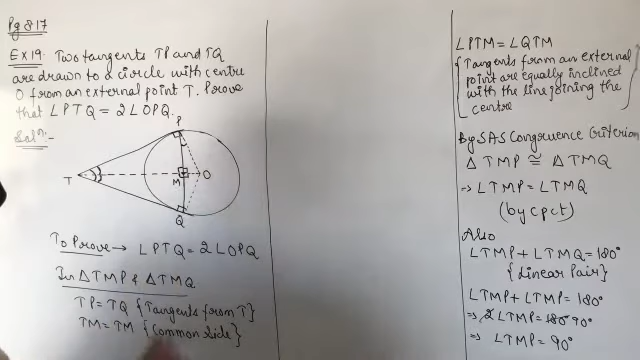 Pg 817
Ex 19. Two tangents TP and TQ
are drawn to a circle with centre
O from an external point T. Prove
that ∠PTQ = 2∠OPQ.
Solⁿ:-
P
T
M
O
Q
To Prove → ∠PTQ = 2∠OPQ
In △TMP & △TMQ
TP = TQ {Tangents from T}
TM = TM {Common Side}
∠PTM = ∠QTM
{Tangents from an external
point are equally inclined
with the line joining the
centre}
By SAS Congruence Criterion
△TMP ≅ △TMQ
⇒ ∠TMP = ∠TMQ
(by cpct)
Also
∠TMP + ∠TMQ = 180°
{Linear Pair}
∠TMP + ∠TMP = 180°
⇒ 2∠TMP = 180° 90°
⇒ ∠TMP = 90°